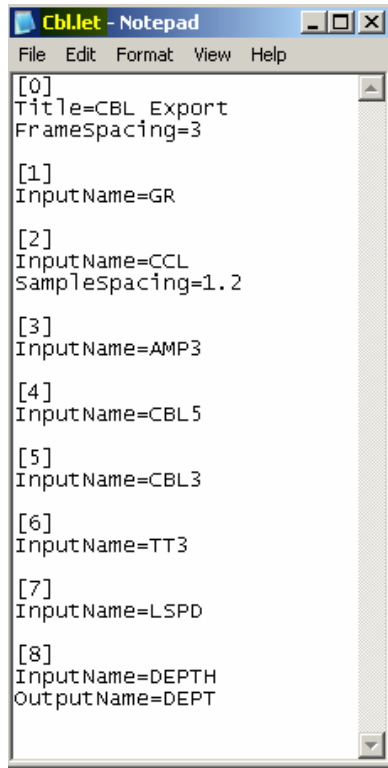 Cbl.let - Notepad
File Edit Format View Help
[0]
Title=CBL Export
FrameSpacing=3
[1]
InputName=GR
[2]
InputName=CCL
SampleSpacing=1.2
[3]
InputName=AMP3
[4]
InputName=CBL5
[5]
InputName=CBL3
[6]
InputName=TT3
[7]
InputName=LSPD
[8]
InputName=DEPTH
OutputName=DEPT